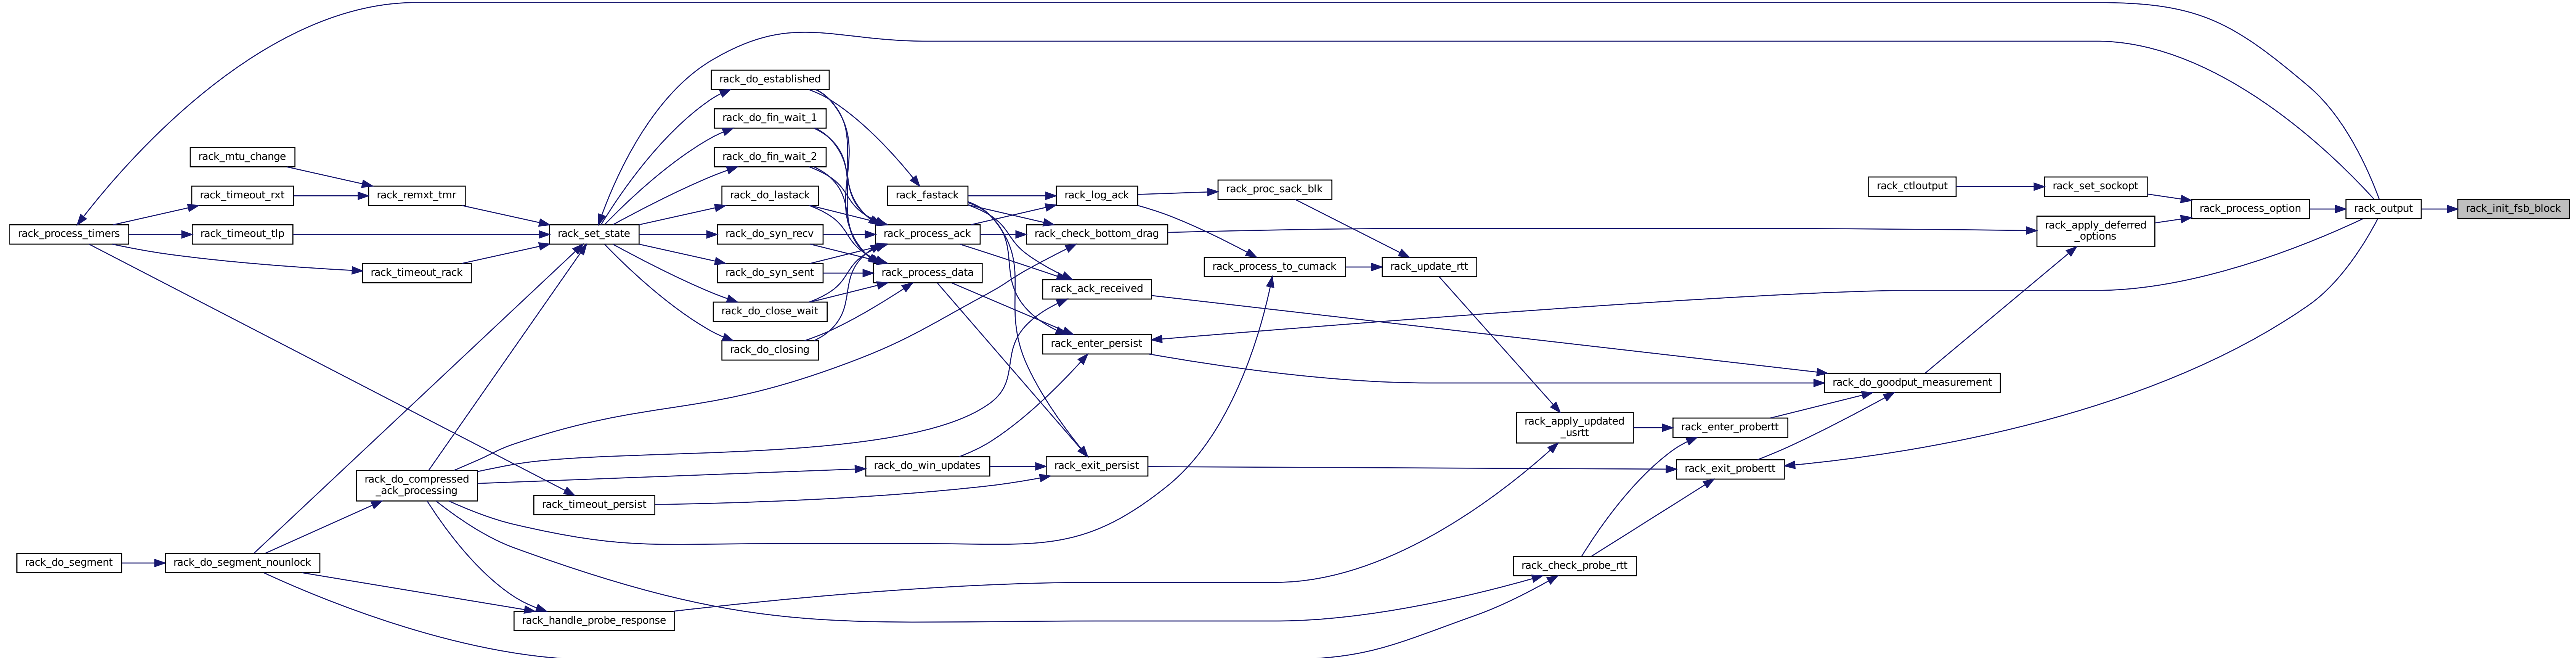 rack_do_established
rack_do_fin_wait_1
rack_mtu_change
rack_do_fin_wait_2
rack_timeout_rxt
rack_remxt_tmr
rack_do_lastack
rack_fastack
rack_log_ack
rack_proc_sack_blk
rack_ctloutput
rack_set_sockopt
rack_process_option
rack_output
rack_init_fsb_block
rack_process_timers
rack_timeout_tlp
rack_set_state
rack_do_syn_recv
rack_process_ack
rack_check_bottom_drag
rack_apply_deferred
_options
rack_timeout_rack
rack_do_syn_sent
rack_process_data
rack_process_to_cumack
rack_update_rtt
rack_ack_received
rack_do_close_wait
rack_do_closing
rack_enter_persist
rack_do_goodput_measurement
rack_apply_updated
_usrtt
rack_enter_probertt
rack_do_win_updates
rack_exit_persist
rack_exit_probertt
rack_do_compressed
_ack_processing
rack_timeout_persist
rack_do_segment
rack_do_segment_nounlock
rack_check_probe_rtt
rack_handle_probe_response